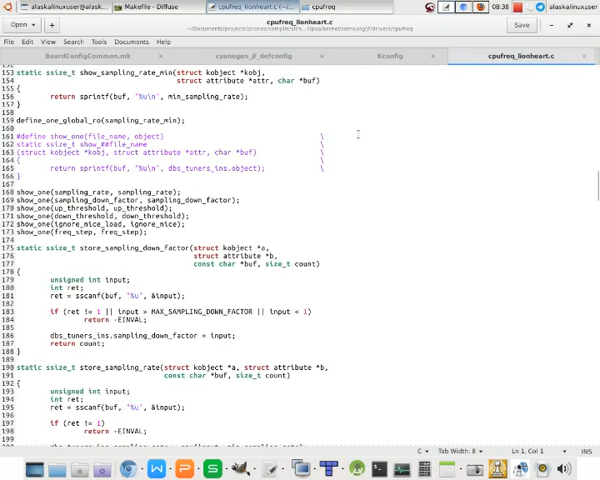 alaskalinuxuser@alask...
Makefile - Diffuse
cpufreq_lionheart.c (~/...
cpufreq
08:38
alaskalinuxuser
Open
cpufreq_lionheart.c
Save
File Edit View Search Tools Documents Help
BoardConfigCommon.mk
cyanogen_jf_defconfig
Kconfig
cpufreq_lionheart.c
152
153 static ssize_t show_sampling_rate_min(struct kobject *kobj,
154 struct attribute *attr, char *buf)
155 {
156 return sprintf(buf, "%u\n", min_sampling_rate);
157 }
158
159 define_one_global_ro(sampling_rate_min);
160
161 #define show_one(file_name, object) \
162 static ssize_t show_##file_name \
163 (struct kobject *kobj, struct attribute *attr, char *buf) \
164 { \
165 return sprintf(buf, "%u\n", dbs_tuners_ins.object); \
166 }
167
168 show_one(sampling_rate, sampling_rate);
169 show_one(sampling_down_factor, sampling_down_factor);
170 show_one(up_threshold, up_threshold);
171 show_one(down_threshold, down_threshold);
172 show_one(ignore_nice_load, ignore_nice);
173 show_one(freq_step, freq_step);
174
175 static ssize_t store_sampling_down_factor(struct kobject *a,
176 struct attribute *b,
177 const char *buf, size_t count)
178 {
179 unsigned int input;
180 int ret;
181 ret = sscanf(buf, "%u", &input);
182
183 if (ret != 1 || input > MAX_SAMPLING_DOWN_FACTOR || input < 1)
184 return -EINVAL;
185
186 dbs_tuners_ins.sampling_down_factor = input;
187 return count;
188 }
189
190 static ssize_t store_sampling_rate(struct kobject *a, struct attribute *b,
191 const char *buf, size_t count)
192 {
193 unsigned int input;
194 int ret;
195 ret = sscanf(buf, "%u", &input);
196
197 if (ret != 1)
198 return -EINVAL;
199
C Tab Width: 8 Ln 1, Col 1 INS